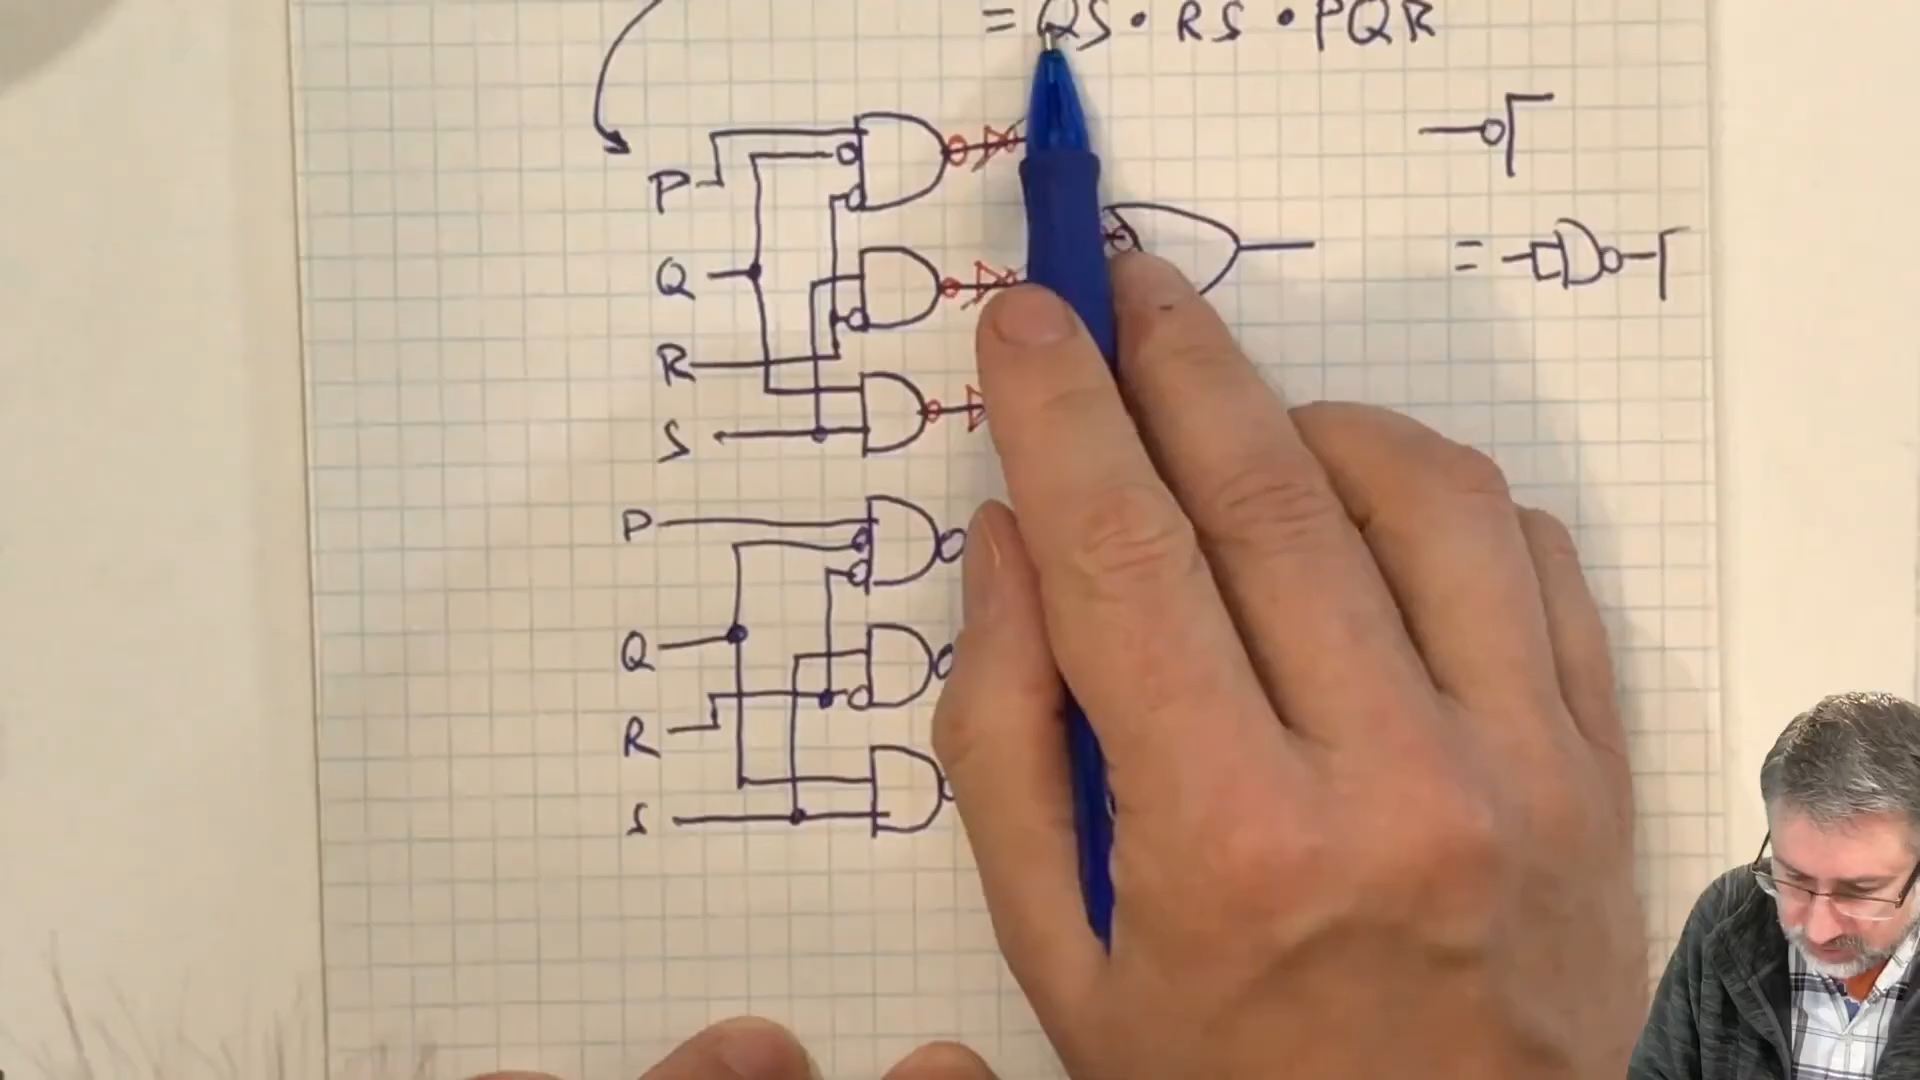 = QS · RS · PQR
P
Q
=
R
S
P
Q
R
S